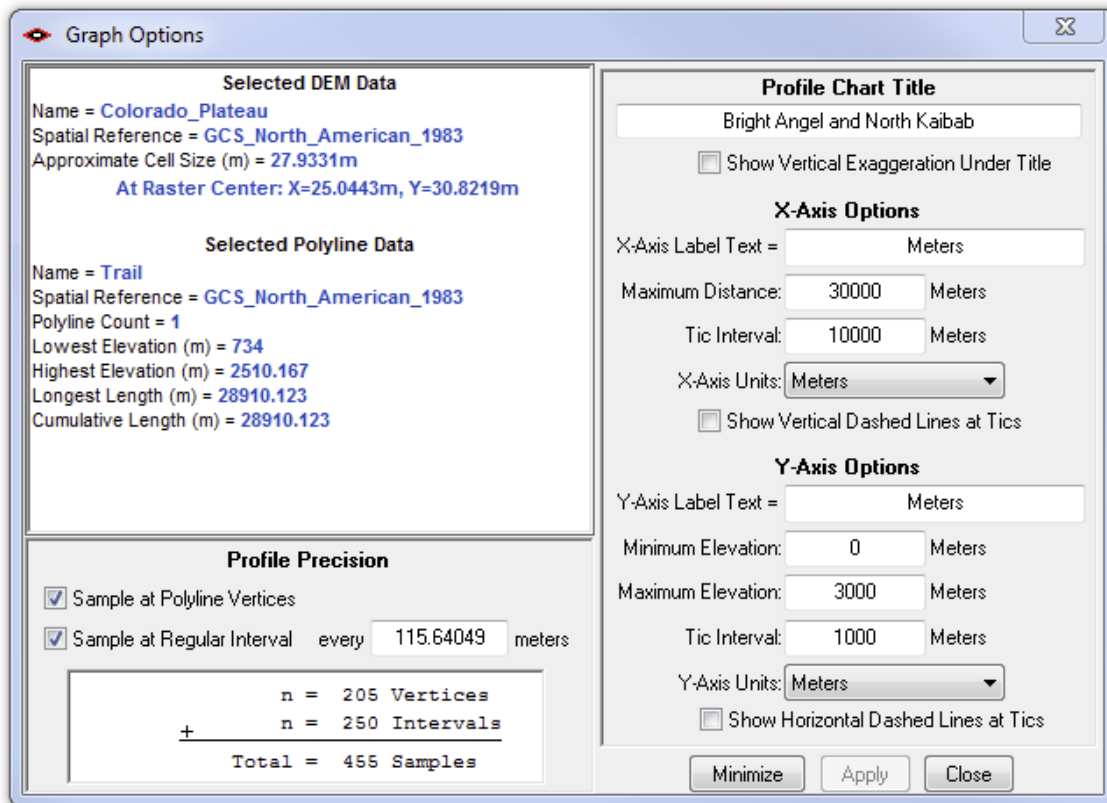 Graph Options
Selected DEM Data
Name = Colorado_Plateau
Spatial Reference = GCS_North_American_1983
Approximate Cell Size (m) = 27.9331m
At Raster Center: X=25.0443m, Y=30.8219m
Selected Polyline Data
Name = Trail
Spatial Reference = GCS_North_American_1983
Polyline Count = 1
Lowest Elevation (m) = 734
Highest Elevation (m) = 2510.167
Longest Length (m) = 28910.123
Cumulative Length (m) = 28910.123
Profile Precision
Sample at Polyline Vertices
Sample at Regular Interval every 115.64049 meters
n = 205 Vertices
+ n = 250 Intervals
Total = 455 Samples
Profile Chart Title
Bright Angel and North Kaibab
Show Vertical Exaggeration Under Title
X-Axis Options
X-Axis Label Text = Meters
Maximum Distance: 30000 Meters
Tic Interval: 10000 Meters
X-Axis Units: Meters
Show Vertical Dashed Lines at Tics
Y-Axis Options
Y-Axis Label Text = Meters
Minimum Elevation: 0 Meters
Maximum Elevation: 3000 Meters
Tic Interval: 1000 Meters
Y-Axis Units: Meters
Show Horizontal Dashed Lines at Tics
Minimize Apply Close